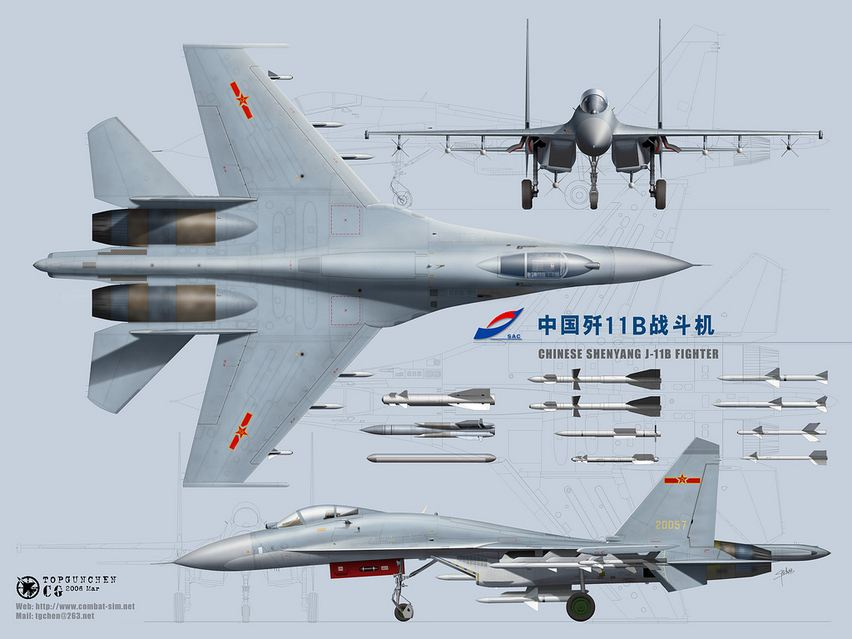 SAC
中国歼11B战斗机
CHINESE SHENYANG J-11B FIGHTER
20057
TOPGUNCHEN
CG 2006 Mar
Web: http://www.combat-sim.net
Mail: tgchen@263.net